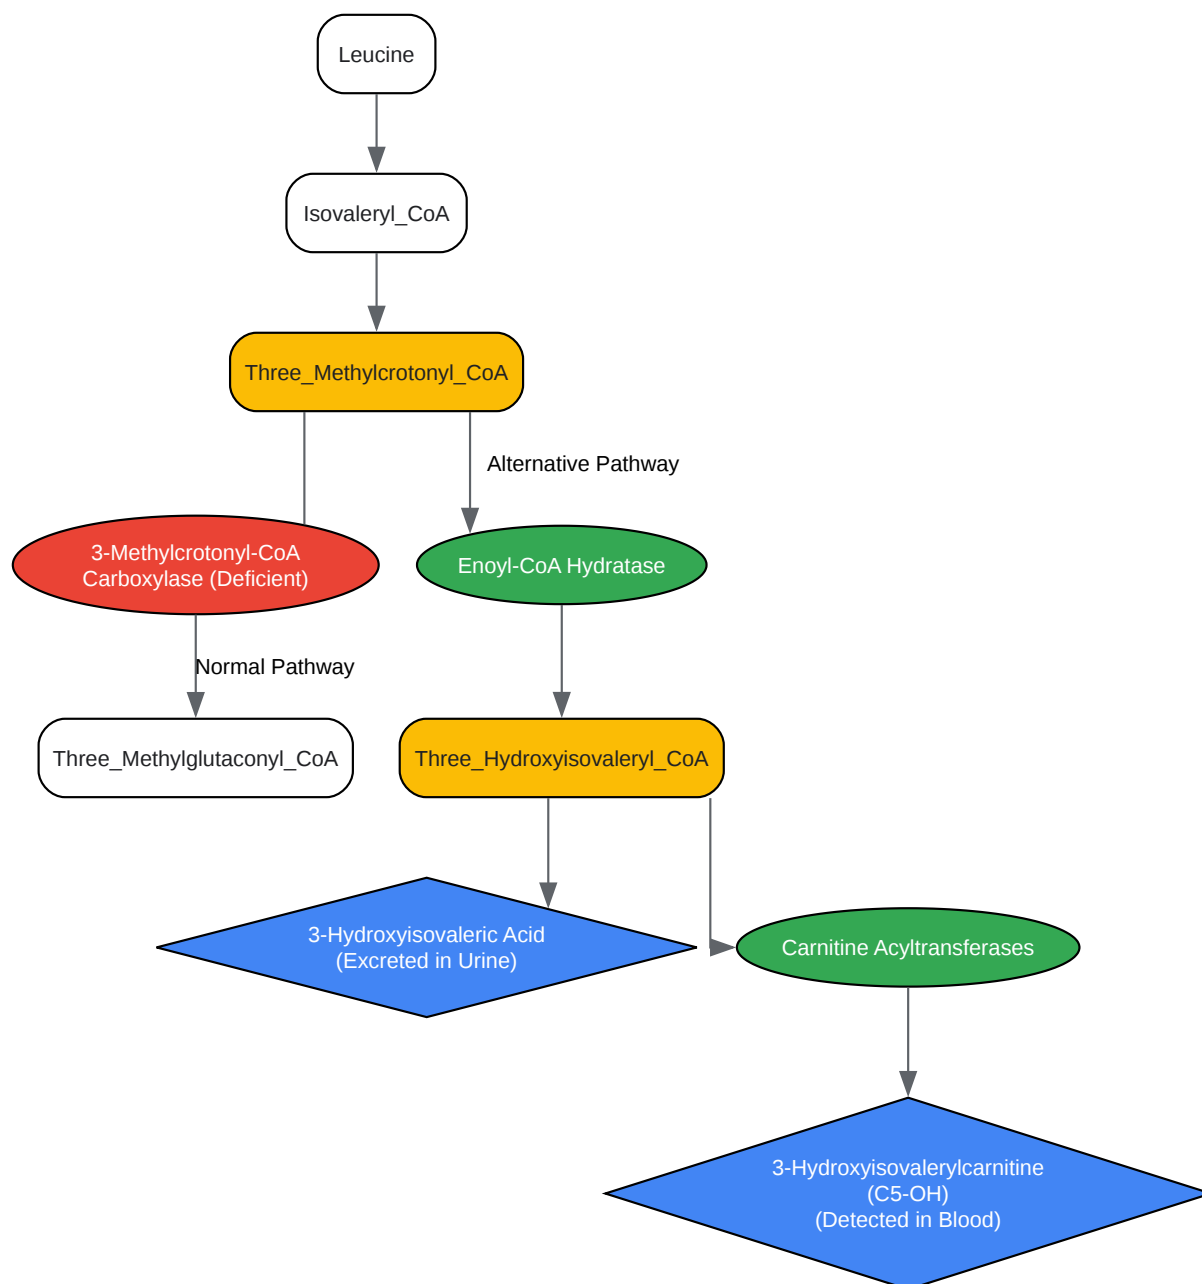 Leucine
Isovaleryl_CoA
Three_Methylcrotonyl_CoA
Alternative Pathway
3-Methylcrotonyl-CoA
Carboxylase (Deficient)
Enoyl-CoA Hydratase
Normal Pathway
Three_Methylglutaconyl_CoA
Three_Hydroxyisovaleryl_CoA
3-Hydroxyisovaleric Acid
(Excreted in Urine)
Carnitine Acyltransferases
3-Hydroxyisovalerylcarnitine
(C5-OH)
(Detected in Blood)